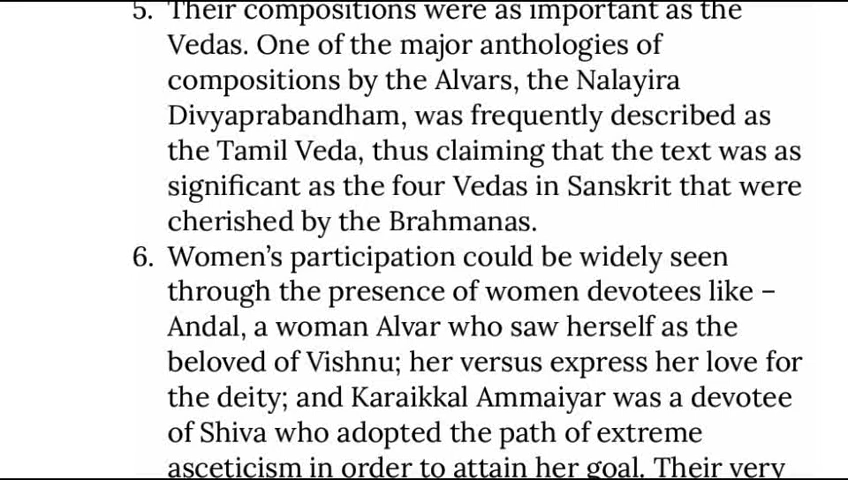 5. Their compositions were as important as the
Vedas. One of the major anthologies of
compositions by the Alvars, the Nalayira
Divyaprabandham, was frequently described as
the Tamil Veda, thus claiming that the text was as
significant as the four Vedas in Sanskrit that were
cherished by the Brahmanas.
6. Women’s participation could be widely seen
through the presence of women devotees like –
Andal, a woman Alvar who saw herself as the
beloved of Vishnu; her versus express her love for
the deity; and Karaikkal Ammaiyar was a devotee
of Shiva who adopted the path of extreme
asceticism in order to attain her goal. Their very